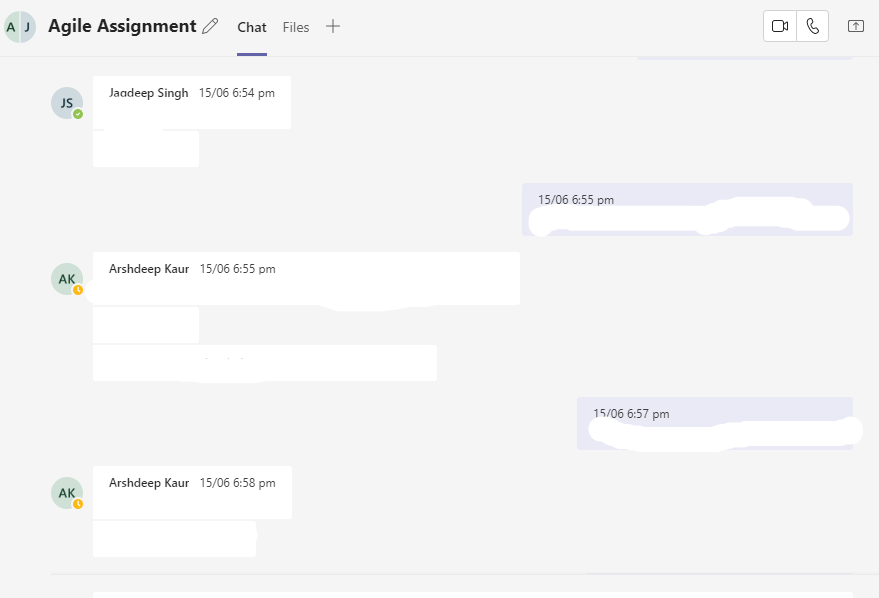 A J Agile Assignment Chat Files
JS Jagdeep Singh 15/06 6:54 pm
15/06 6:55 pm
AK Arshdeep Kaur 15/06 6:55 pm
15/06 6:57 pm
AK Arshdeep Kaur 15/06 6:58 pm